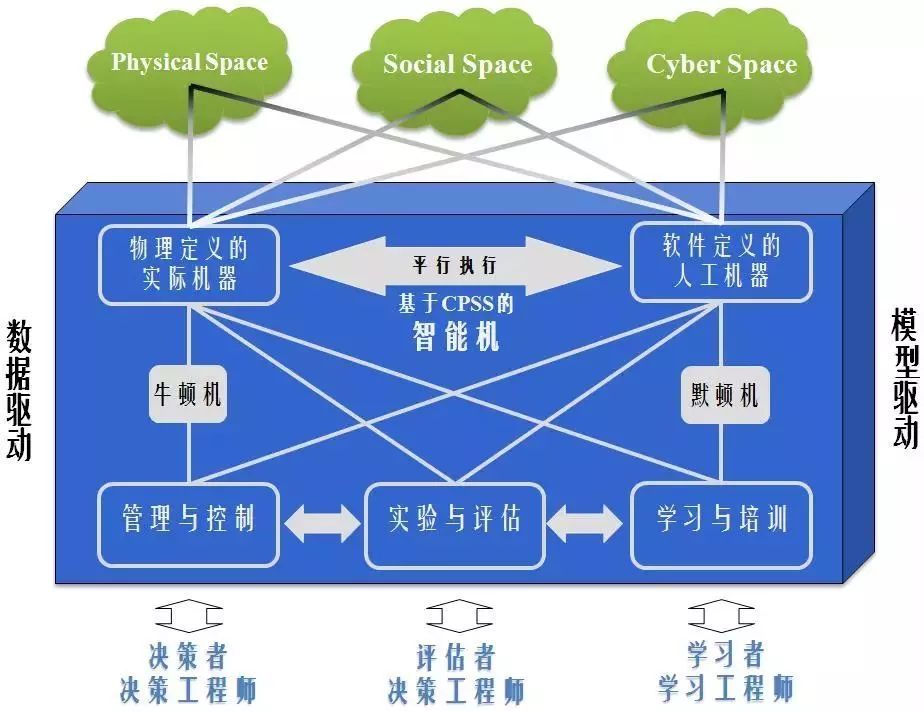 Physical Space
Social Space
Cyber Space
物理定义的
实际机器
平行执行
基于CPSS的
智能机
软件定义的
人工机器
数据驱动
模型驱动
牛顿机
默顿机
管理与控制
实验与评估
学习与培训
决策者
决策工程师
评估者
决策工程师
学习者
学习工程师